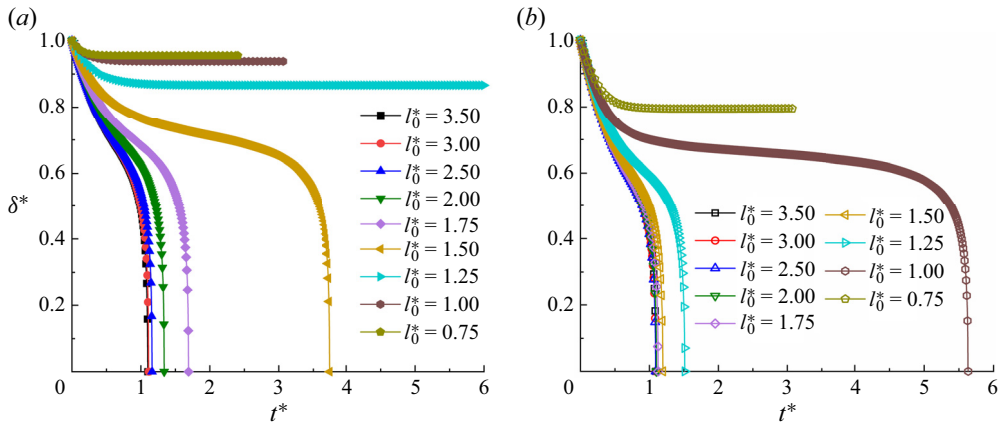 (a)
1.0
0.8
0.6
δ*
0.4
0.2
0
1
2
3
4
5
6
t*
l₀* = 3.50
l₀* = 3.00
l₀* = 2.50
l₀* = 2.00
l₀* = 1.75
l₀* = 1.50
l₀* = 1.25
l₀* = 1.00
l₀* = 0.75
(b)
1.0
0.8
0.6
0.4
0.2
0
1
2
3
4
5
6
t*
l₀* = 3.50
l₀* = 3.00
l₀* = 2.50
l₀* = 2.00
l₀* = 1.75
l₀* = 1.50
l₀* = 1.25
l₀* = 1.00
l₀* = 0.75